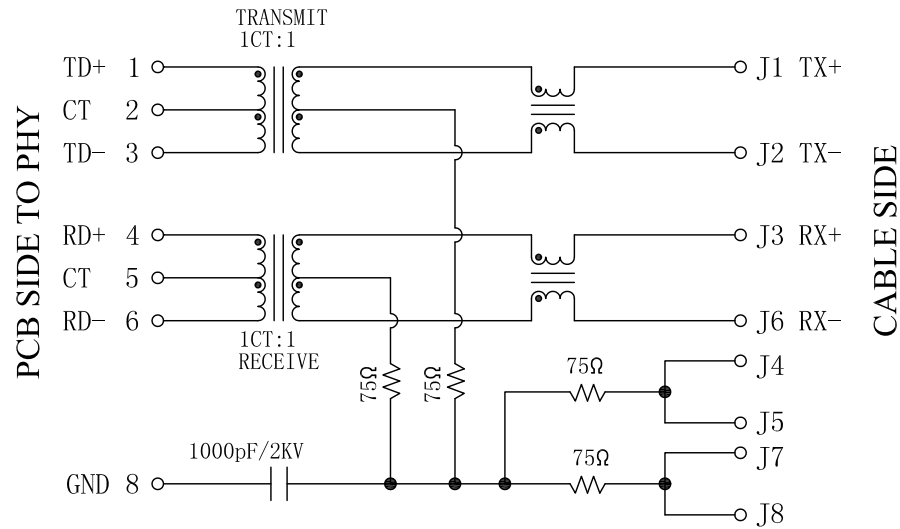 TRANSMIT
1CT:1
TD+ 1
CT 2
TD- 3
J1 TX+
J2 TX-
PCB SIDE TO PHY
CABLE SIDE
RD+ 4
CT 5
RD- 6
J3 RX+
J6 RX-
1CT:1
RECEIVE
75Ω
75Ω
75Ω
J4
J5
1000pF/2KV
GND 8
75Ω
J7
J8